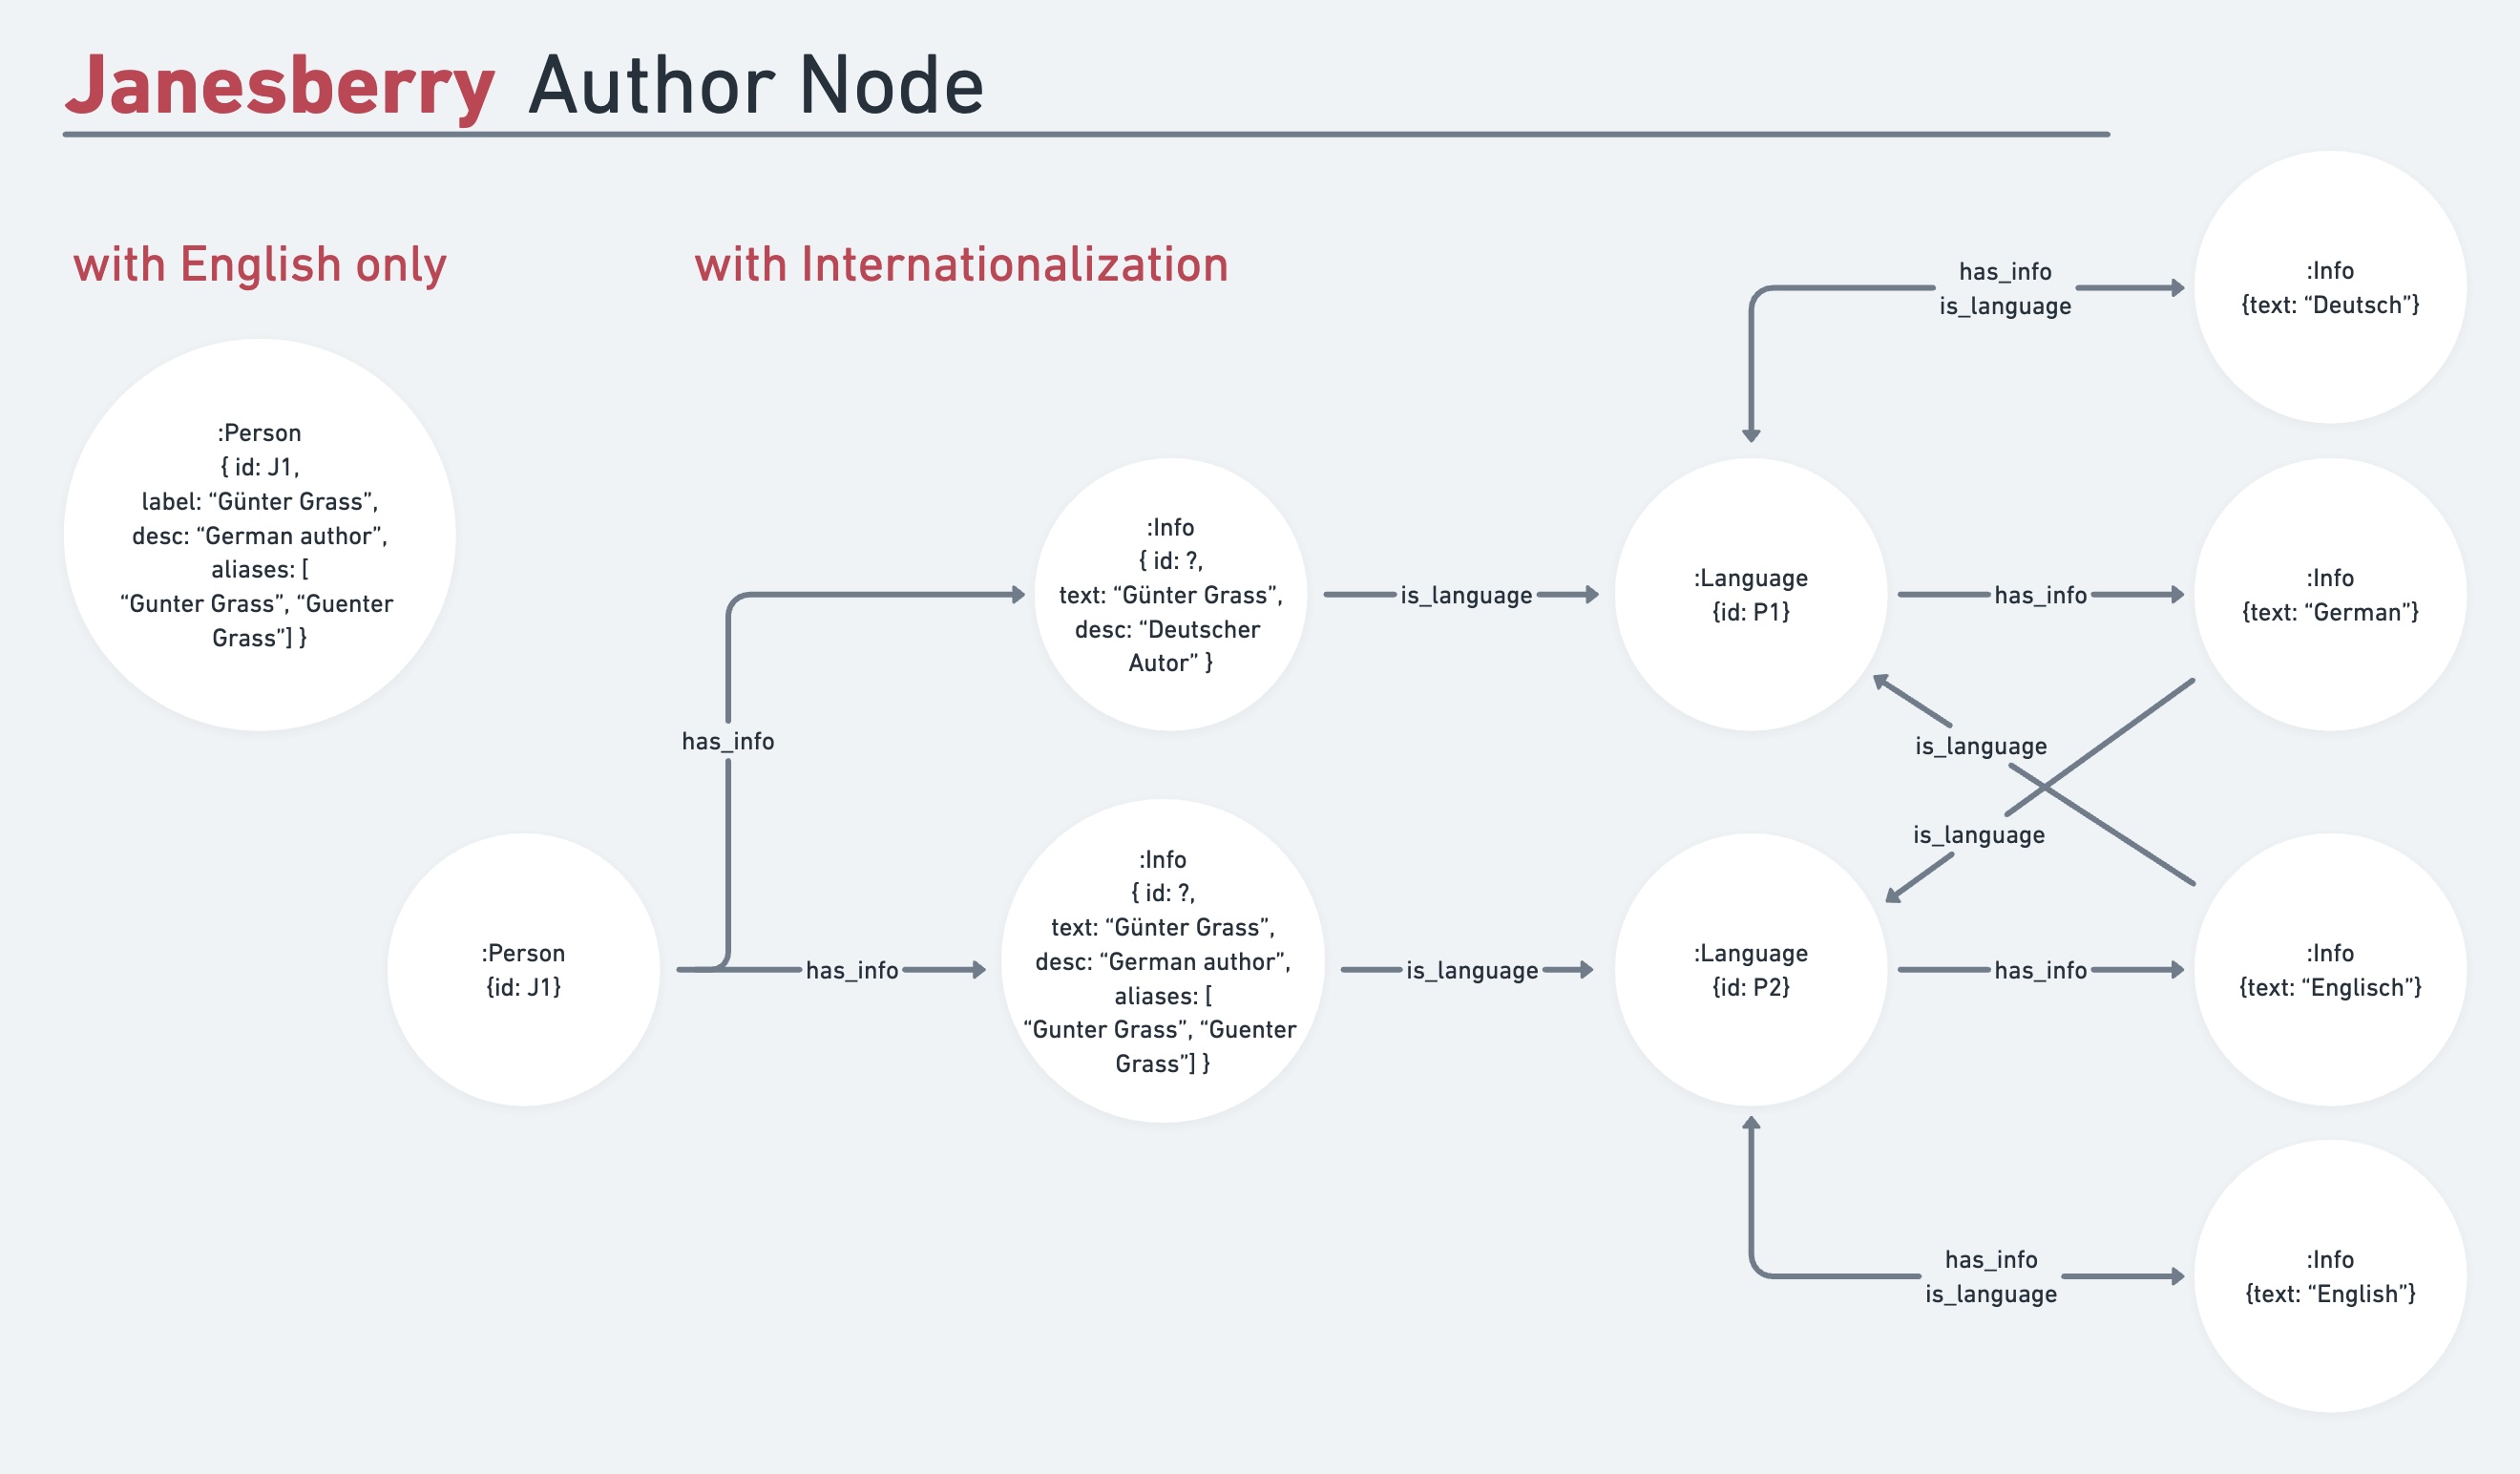 Janesberry Author Node
with English only
with Internationalization
:Person
{ id: J1,
label: “Günter Grass”,
desc: “German author”,
aliases: [
“Gunter Grass”, “Guenter
Grass”] }
:Person
{id: J1}
has_info
has_info
:Info
{ id: ?,
text: “Günter Grass”,
desc: “Deutscher
Autor” }
:Info
{ id: ?,
text: “Günter Grass”,
desc: “German author”,
aliases: [
“Gunter Grass”, “Guenter
Grass”] }
is_language
is_language
:Language
{id: P1}
:Language
{id: P2}
has_info
is_language
has_info
is_language
is_language
has_info
has_info
is_language
:Info
{text: “Deutsch”}
:Info
{text: “German”}
:Info
{text: “Englisch”}
:Info
{text: “English”}